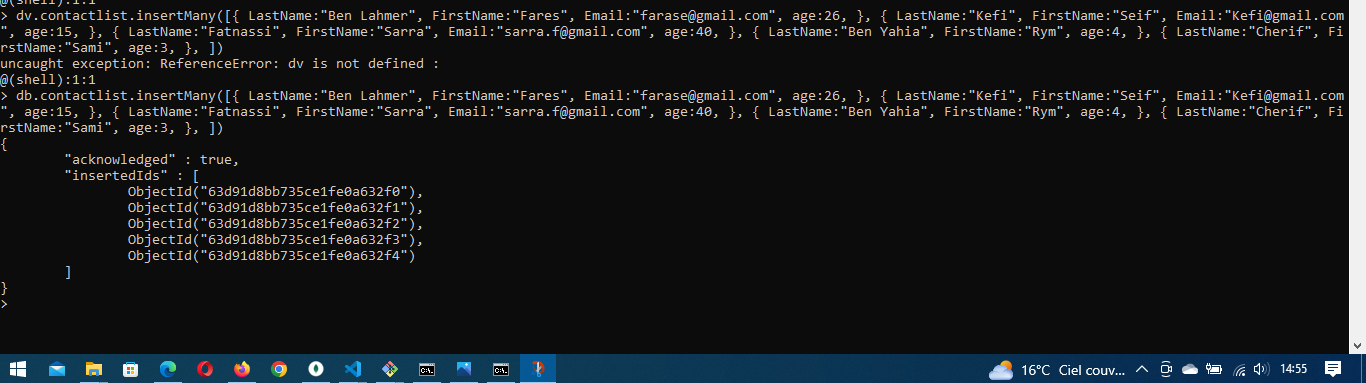 @(shell):1:1
> dv.contactlist.insertMany([{ LastName:"Ben Lahmer", FirstName:"Fares", Email:"farase@gmail.com", age:26, }, { LastName:"Kefi", FirstName:"Seif", Email:"Kefi@gmail.com
", age:15, }, { LastName:"Fatnassi", FirstName:"Sarra", Email:"sarra.f@gmail.com", age:40, }, { LastName:"Ben Yahia", FirstName:"Rym", age:4, }, { LastName:"Cherif", Fi
rstName:"Sami", age:3, }, ])
uncaught exception: ReferenceError: dv is not defined :
@(shell):1:1
> db.contactlist.insertMany([{ LastName:"Ben Lahmer", FirstName:"Fares", Email:"farase@gmail.com", age:26, }, { LastName:"Kefi", FirstName:"Seif", Email:"Kefi@gmail.com
", age:15, }, { LastName:"Fatnassi", FirstName:"Sarra", Email:"sarra.f@gmail.com", age:40, }, { LastName:"Ben Yahia", FirstName:"Rym", age:4, }, { LastName:"Cherif", Fi
rstName:"Sami", age:3, }, ])
{
        "acknowledged" : true,
        "insertedIds" : [
                ObjectId("63d91d8bb735ce1fe0a632f0"),
                ObjectId("63d91d8bb735ce1fe0a632f1"),
                ObjectId("63d91d8bb735ce1fe0a632f2"),
                ObjectId("63d91d8bb735ce1fe0a632f3"),
                ObjectId("63d91d8bb735ce1fe0a632f4")
        ]
}
>
16°C Ciel couv... 14:55